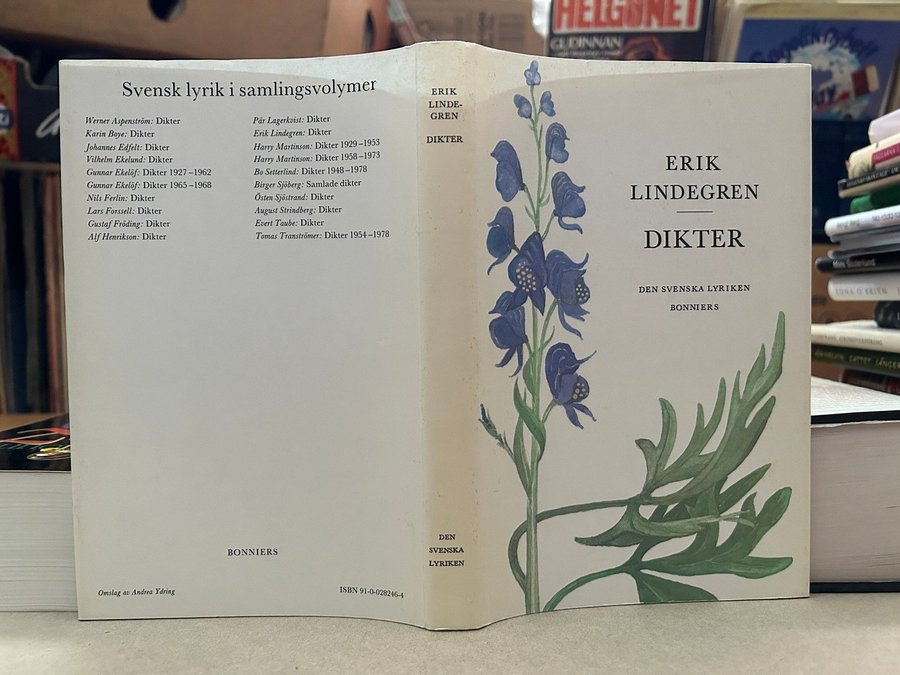 Svensk lyrik i samlingsvolymer
Werner Aspenström: Dikter
Karin Boye: Dikter
Johannes Edfelt: Dikter
Vilhelm Ekelund: Dikter
Gunnar Ekelöf: Dikter 1927–1962
Gunnar Ekelöf: Dikter 1965–1968
Nils Ferlin: Dikter
Lars Forssell: Dikter
Gustaf Fröding: Dikter
Alf Henrikson: Dikter
Pär Lagerkvist: Dikter
Erik Lindegren: Dikter
Harry Martinson: Dikter 1929–1953
Harry Martinson: Dikter 1958–1973
Bo Setterlind: Dikter 1948–1978
Birger Sjöberg: Samlade dikter
Östen Sjöstrand: Dikter
August Strindberg: Dikter
Evert Taube: Dikter
Tomas Tranströmer: Dikter 1954–1978
BONNIERS
Omslag av Andrea Ydring
ISBN 91-0-028246-4
ERIK
LINDE-
GREN
DIKTER
DEN
SVENSKA
LYRIKEN
ERIK
LINDEGREN
DIKTER
DEN SVENSKA LYRIKEN
BONNIERS
HELGONET
GUDINNAN
EDNA O'BRIEN